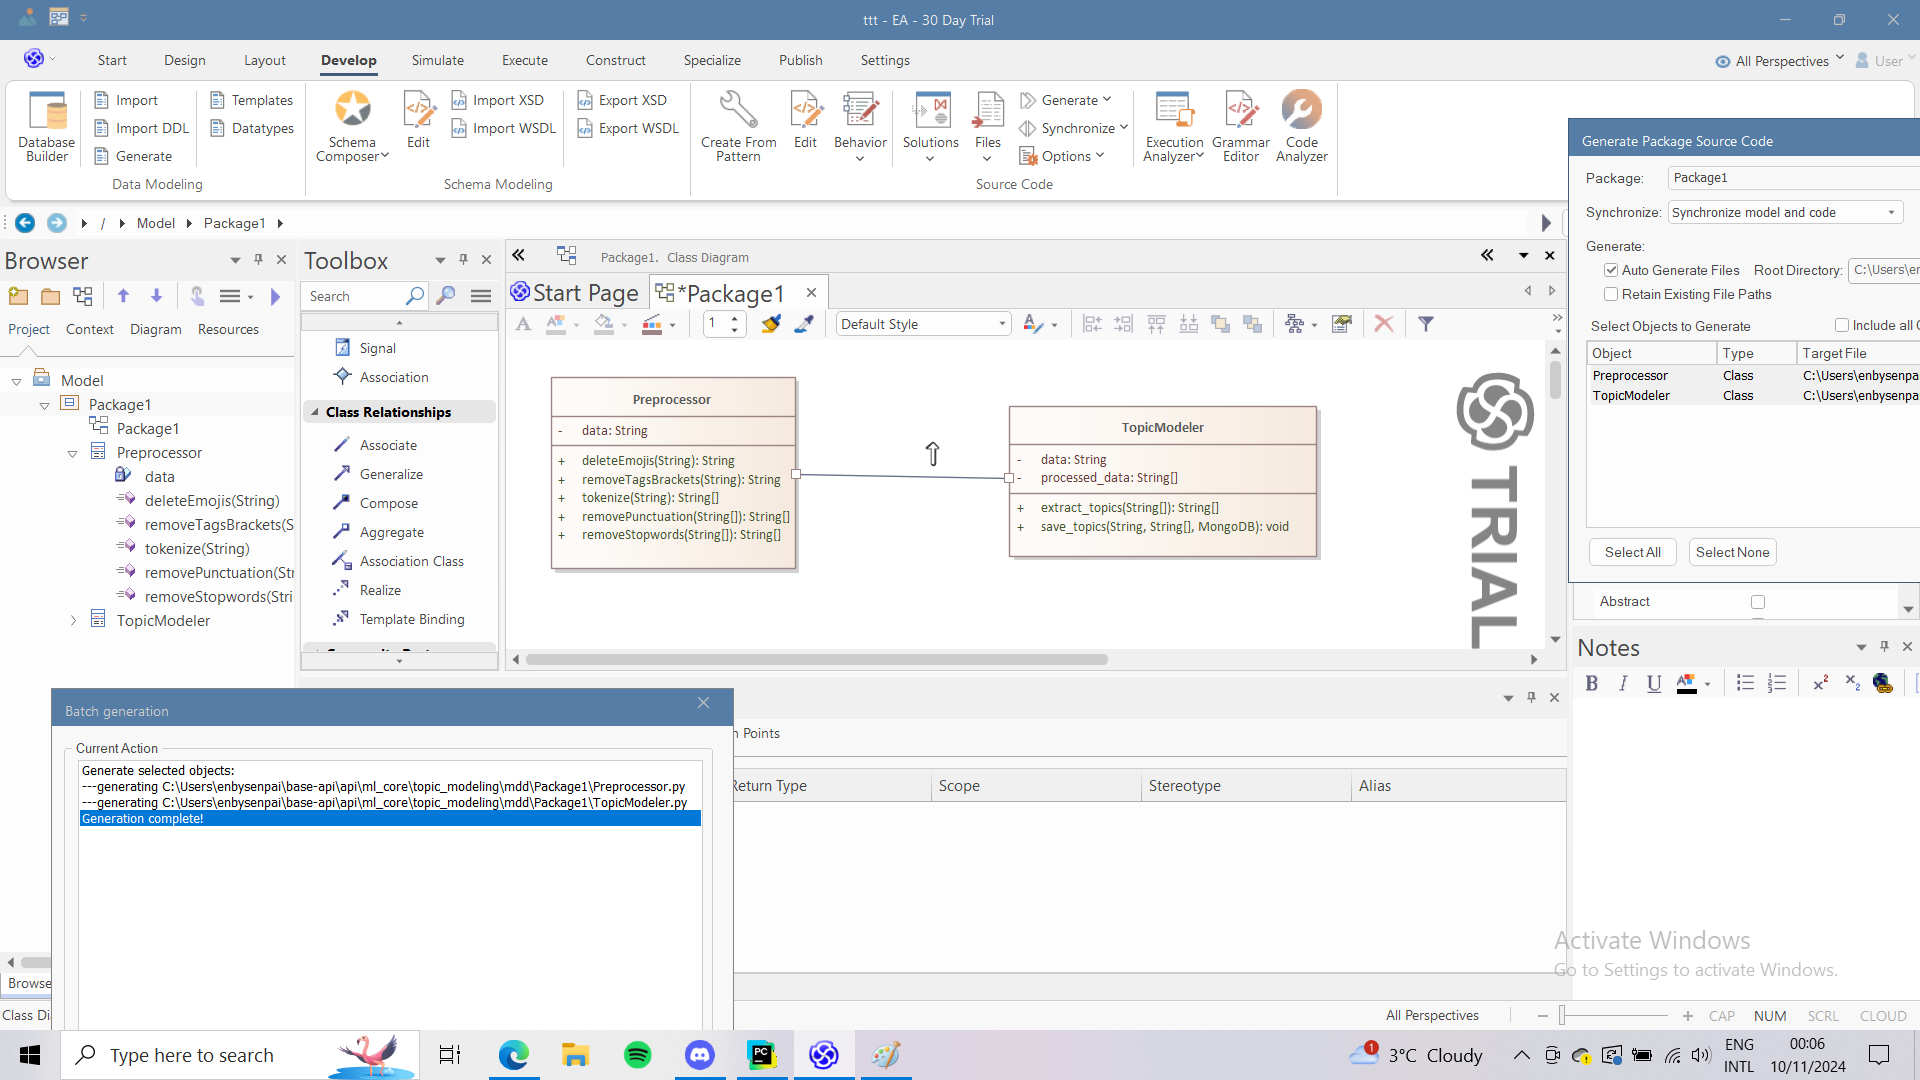 ttt - EA - 30 Day Trial
Start Design Layout Develop Simulate Execute Construct Specialize Publish Settings
All Perspectives
User
Database Builder
Import
Import DDL
Generate
Templates
Datatypes
Data Modeling
Schema Composer
Edit
Import XSD
Import WSDL
Export XSD
Export WSDL
Schema Modeling
Create From Pattern
Edit
Behavior
Solutions
Files
Generate
Synchronize
Options
Source Code
Execution Analyzer
Grammar Editor
Code Analyzer
/ Model Package1
Browser
Project Context Diagram Resources
Model
Package1
Package1
Preprocessor
data
deleteEmojis(String)
removeTagsBrackets(S
tokenize(String)
removePunctuation(Stri
removeStopwords(Stri
TopicModeler
Browse
Class Di
Toolbox
Search
Signal
Association
Class Relationships
Associate
Generalize
Compose
Aggregate
Association Class
Realize
Template Binding
Package1. Class Diagram
Start Page
*Package1
1
Default Style
Preprocessor
- data: String
+ deleteEmojis(String): String
+ removeTagsBrackets(String): String
+ tokenize(String): String[]
+ removePunctuation(String[]): String[]
+ removeStopwords(String[]): String[]
TopicModeler
- data: String
- processed_data: String[]
+ extract_topics(String[]): String[]
+ save_topics(String, String[], MongoDB): void
TRIAL
Generate Package Source Code
Package: Package1
Synchronize: Synchronize model and code
Generate:
Auto Generate Files Root Directory: C:\Users\en
Retain Existing File Paths
Select Objects to Generate
Include all C
Object Type Target File
Preprocessor Class C:\Users\enbysenpa
TopicModeler Class C:\Users\enbysenpa
Select All Select None
Abstract
Notes
B I U
Batch generation
Current Action
Generate selected objects:
---generating C:\Users\enbysenpai\base-api\api\ml_core\topic_modeling\mdd\Package1\Preprocessor.py
---generating C:\Users\enbysenpai\base-api\api\ml_core\topic_modeling\mdd\Package1\TopicModeler.py
Generation complete!
n Points
Return Type Scope Stereotype Alias
Activate Windows
Go to Settings to activate Windows.
All Perspectives
CAP NUM SCRL CLOUD
Type here to search
PC
1
3°C Cloudy
ENG
INTL
00:06
10/11/2024